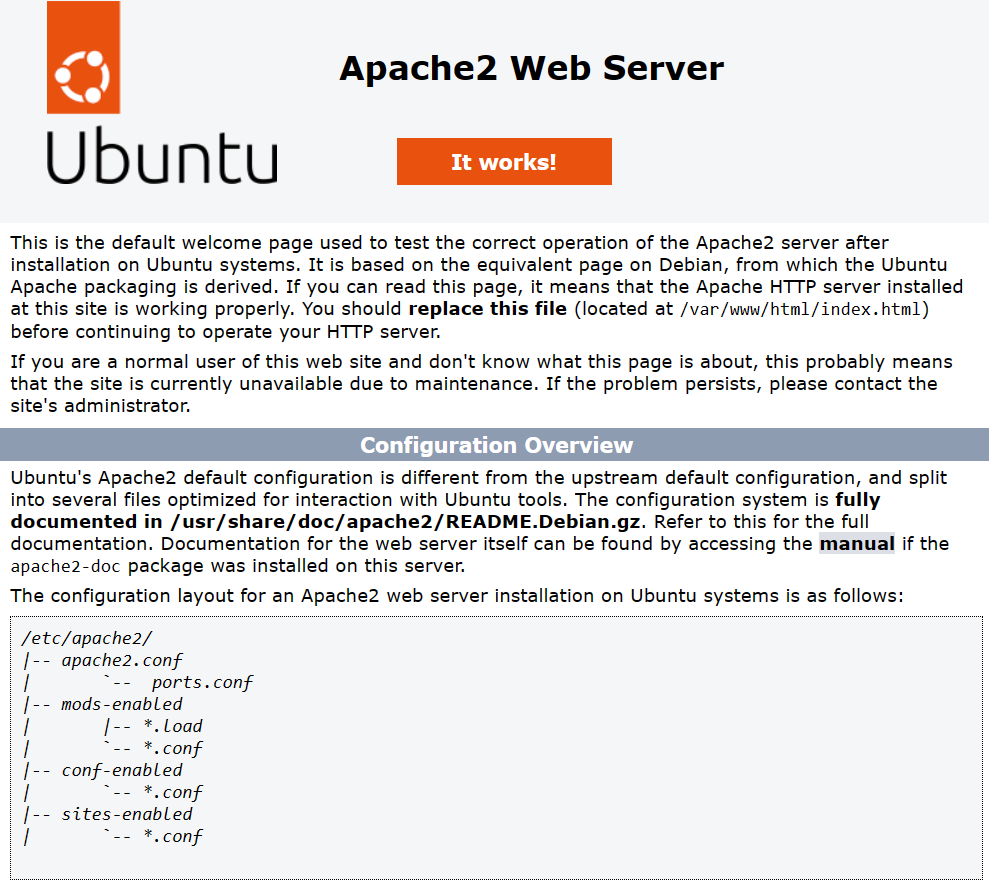 Ubuntu
Apache2 Web Server
It works!
This is the default welcome page used to test the correct operation of the Apache2 server after
installation on Ubuntu systems. It is based on the equivalent page on Debian, from which the Ubuntu
Apache packaging is derived. If you can read this page, it means that the Apache HTTP server installed
at this site is working properly. You should replace this file (located at /var/www/html/index.html)
before continuing to operate your HTTP server.
If you are a normal user of this web site and don't know what this page is about, this probably means
that the site is currently unavailable due to maintenance. If the problem persists, please contact the
site's administrator.
Configuration Overview
Ubuntu's Apache2 default configuration is different from the upstream default configuration, and split
into several files optimized for interaction with Ubuntu tools. The configuration system is fully
documented in /usr/share/doc/apache2/README.Debian.gz. Refer to this for the full
documentation. Documentation for the web server itself can be found by accessing the manual if the
apache2-doc package was installed on this server.
The configuration layout for an Apache2 web server installation on Ubuntu systems is as follows:
/etc/apache2/
|-- apache2.conf
|       `--  ports.conf
|-- mods-enabled
|       |-- *.load
|       `-- *.conf
|-- conf-enabled
|       `-- *.conf
|-- sites-enabled
|       `-- *.conf